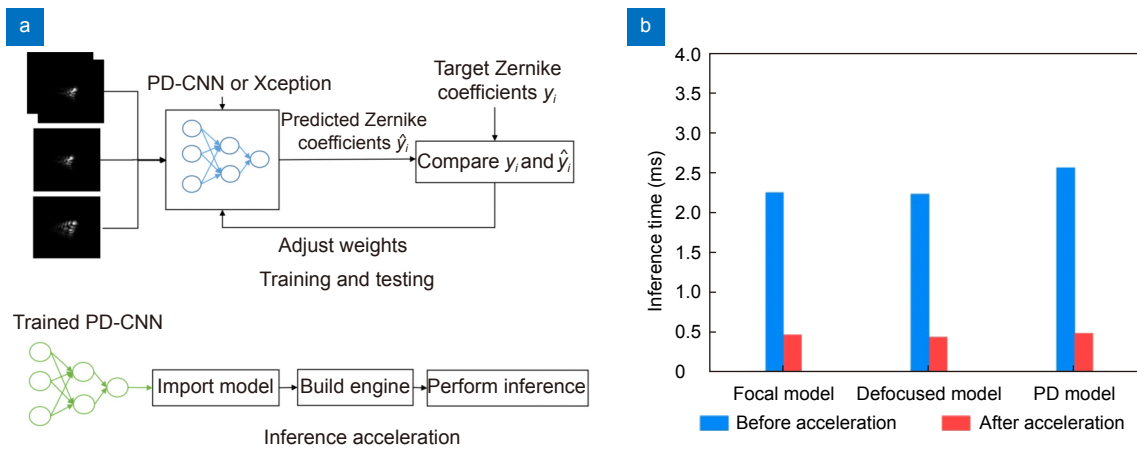 a
PD-CNN or Xception
Target Zernike
coefficients yᵢ
Predicted Zernike
coefficients ŷᵢ
Compare yᵢ and ŷᵢ
Adjust weights
Training and testing
Trained PD-CNN
Import model
Build engine
Perform inference
Inference acceleration
b
Inference time (ms)
4.0
3.5
3.0
2.5
2.0
1.5
1.0
0.5
0
Focal model
Defocused model
PD model
Before acceleration
After acceleration